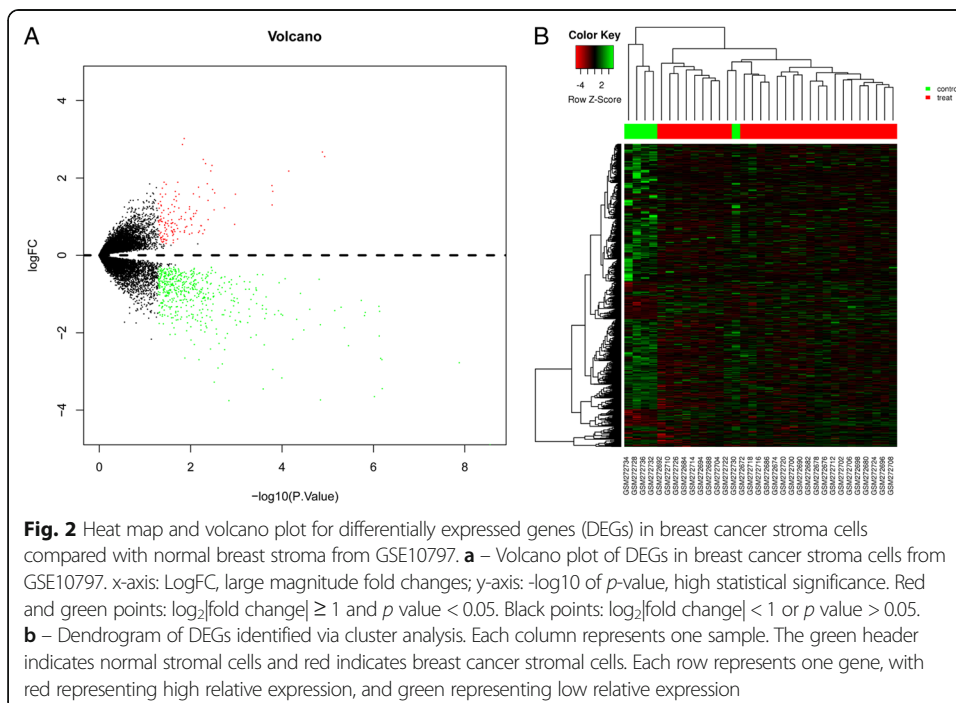 A
Volcano
4
2
0
−2
−4
logFC
0
2
4
6
8
−log10(P.Value)
B
Color Key
-4
2
Row Z-Score
control
treat
GSM272734
GSM272728
GSM272736
GSM272732
GSM272692
GSM272710
GSM272726
GSM272684
GSM272714
GSM272694
GSM272688
GSM272704
GSM272722
GSM272730
GSM272672
GSM272718
GSM272716
GSM272686
GSM272674
GSM272720
GSM272700
GSM272690
GSM272682
GSM272678
GSM272676
GSM272712
GSM272702
GSM272706
GSM272698
GSM272680
GSM272724
GSM272696
GSM272708
Fig. 2 Heat map and volcano plot for differentially expressed genes (DEGs) in breast cancer stroma cells
compared with normal breast stroma from GSE10797. a – Volcano plot of DEGs in breast cancer stroma cells from
GSE10797. x-axis: LogFC, large magnitude fold changes; y-axis: -log10 of p-value, high statistical significance. Red
and green points: log₂|fold change| ≥ 1 and p value < 0.05. Black points: log₂|fold change| < 1 or p value > 0.05.
b – Dendrogram of DEGs identified via cluster analysis. Each column represents one sample. The green header
indicates normal stromal cells and red indicates breast cancer stromal cells. Each row represents one gene, with
red representing high relative expression, and green representing low relative expression